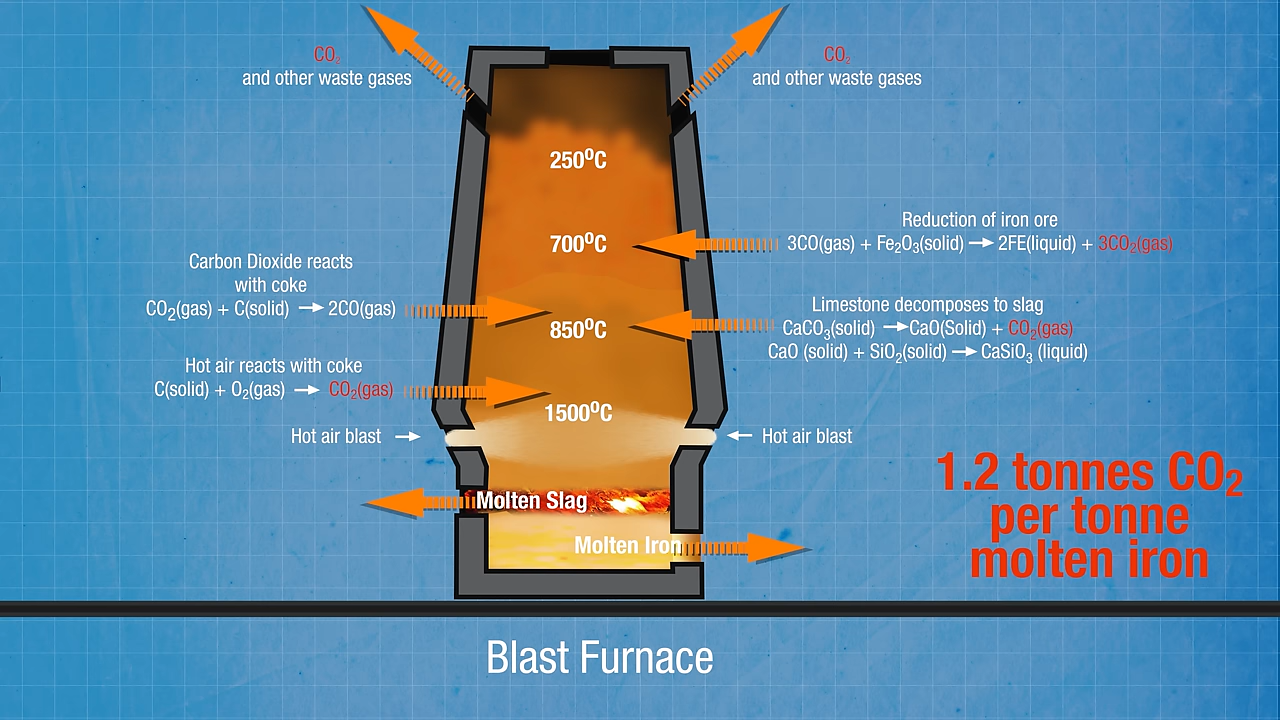 CO₂
and other waste gases
CO₂
and other waste gases
250⁰C
700⁰C
850⁰C
1500⁰C
Reduction of iron ore
3CO(gas) + Fe₂O₃(solid) → 2FE(liquid) + 3CO₂(gas)
Carbon Dioxide reacts
with coke
CO₂(gas) + C(solid) → 2CO(gas)
Limestone decomposes to slag
CaCO₃(solid) → CaO(Solid) + CO₂(gas)
CaO (solid) + SiO₂(solid) → CaSiO₃ (liquid)
Hot air reacts with coke
C(solid) + O₂(gas) → CO₂(gas)
Hot air blast →
← Hot air blast
Molten Slag
Molten Iron
1.2 tonnes CO₂
per tonne
molten iron
Blast Furnace